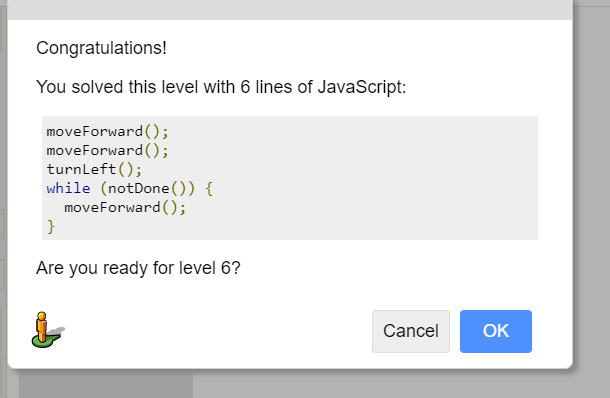 Congratulations!
You solved this level with 6 lines of JavaScript:
moveForward();
moveForward();
turnLeft();
while (notDone()) {
  moveForward();
}
Are you ready for level 6?
Cancel
OK